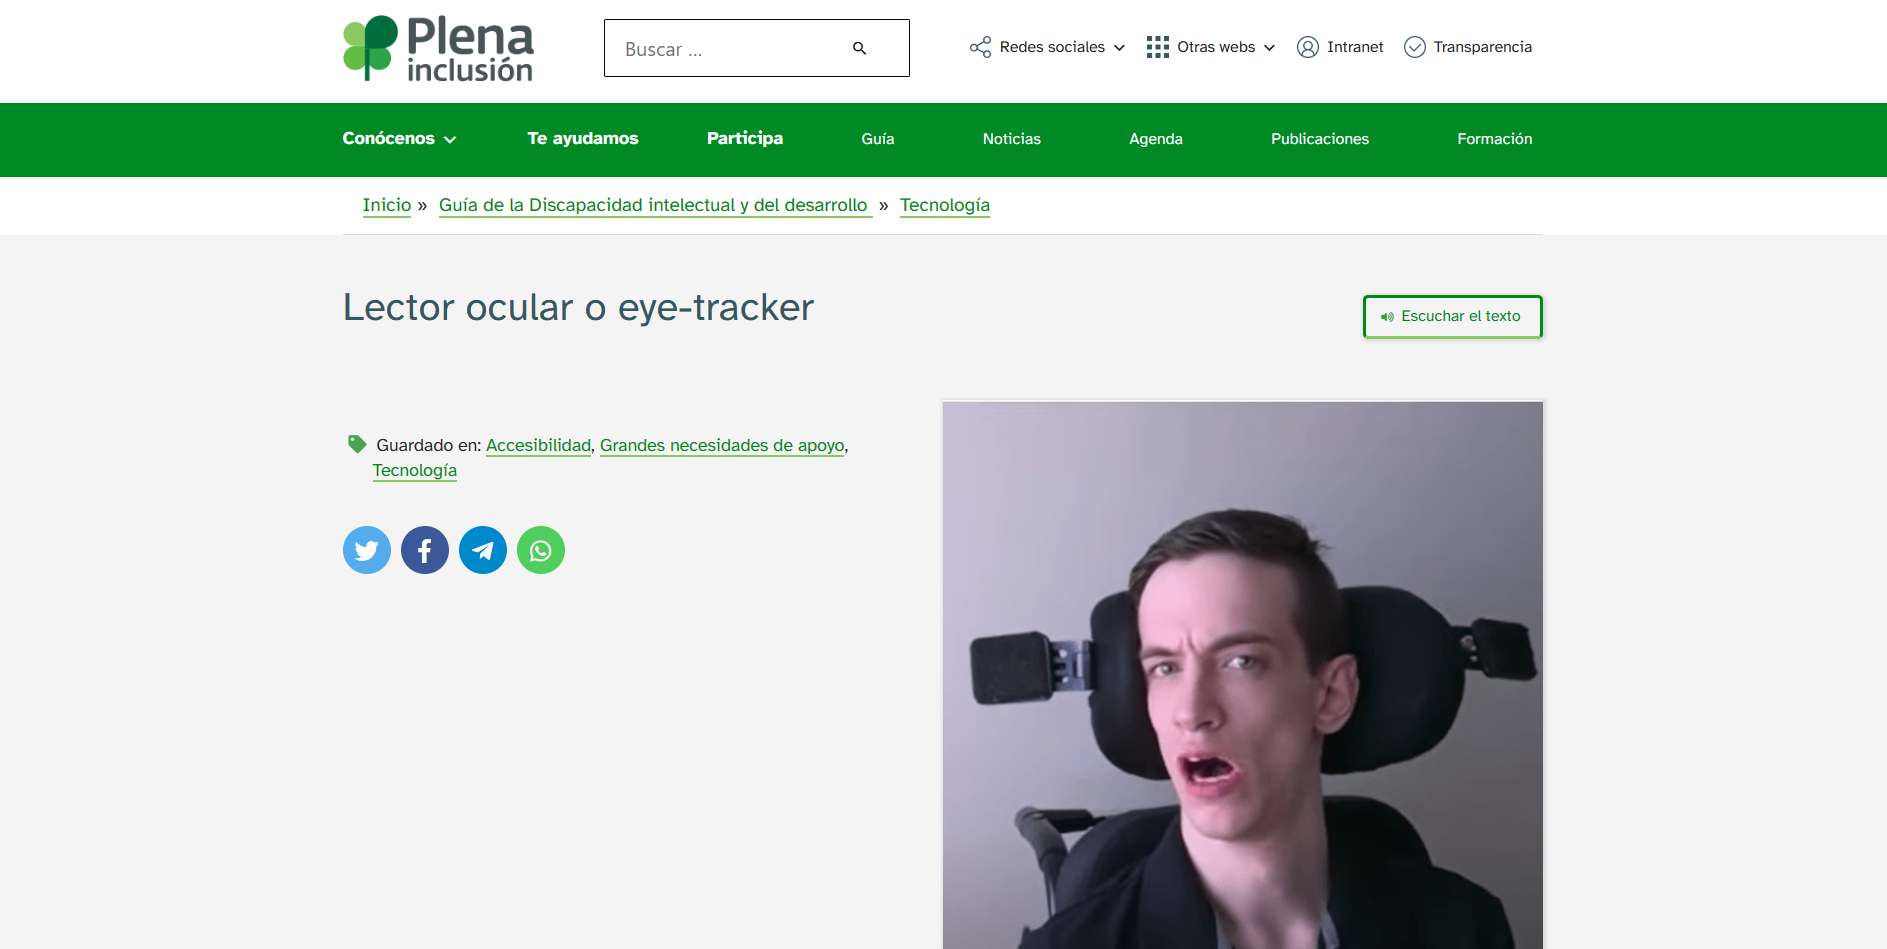 Plena
inclusión
Buscar ...
Redes sociales
Otras webs
Intranet
Transparencia
Conócenos
Te ayudamos
Participa
Guía
Noticias
Agenda
Publicaciones
Formación
Inicio » Guía de la Discapacidad intelectual y del desarrollo » Tecnología
Lector ocular o eye-tracker
Escuchar el texto
Guardado en: Accesibilidad, Grandes necesidades de apoyo,
Tecnología